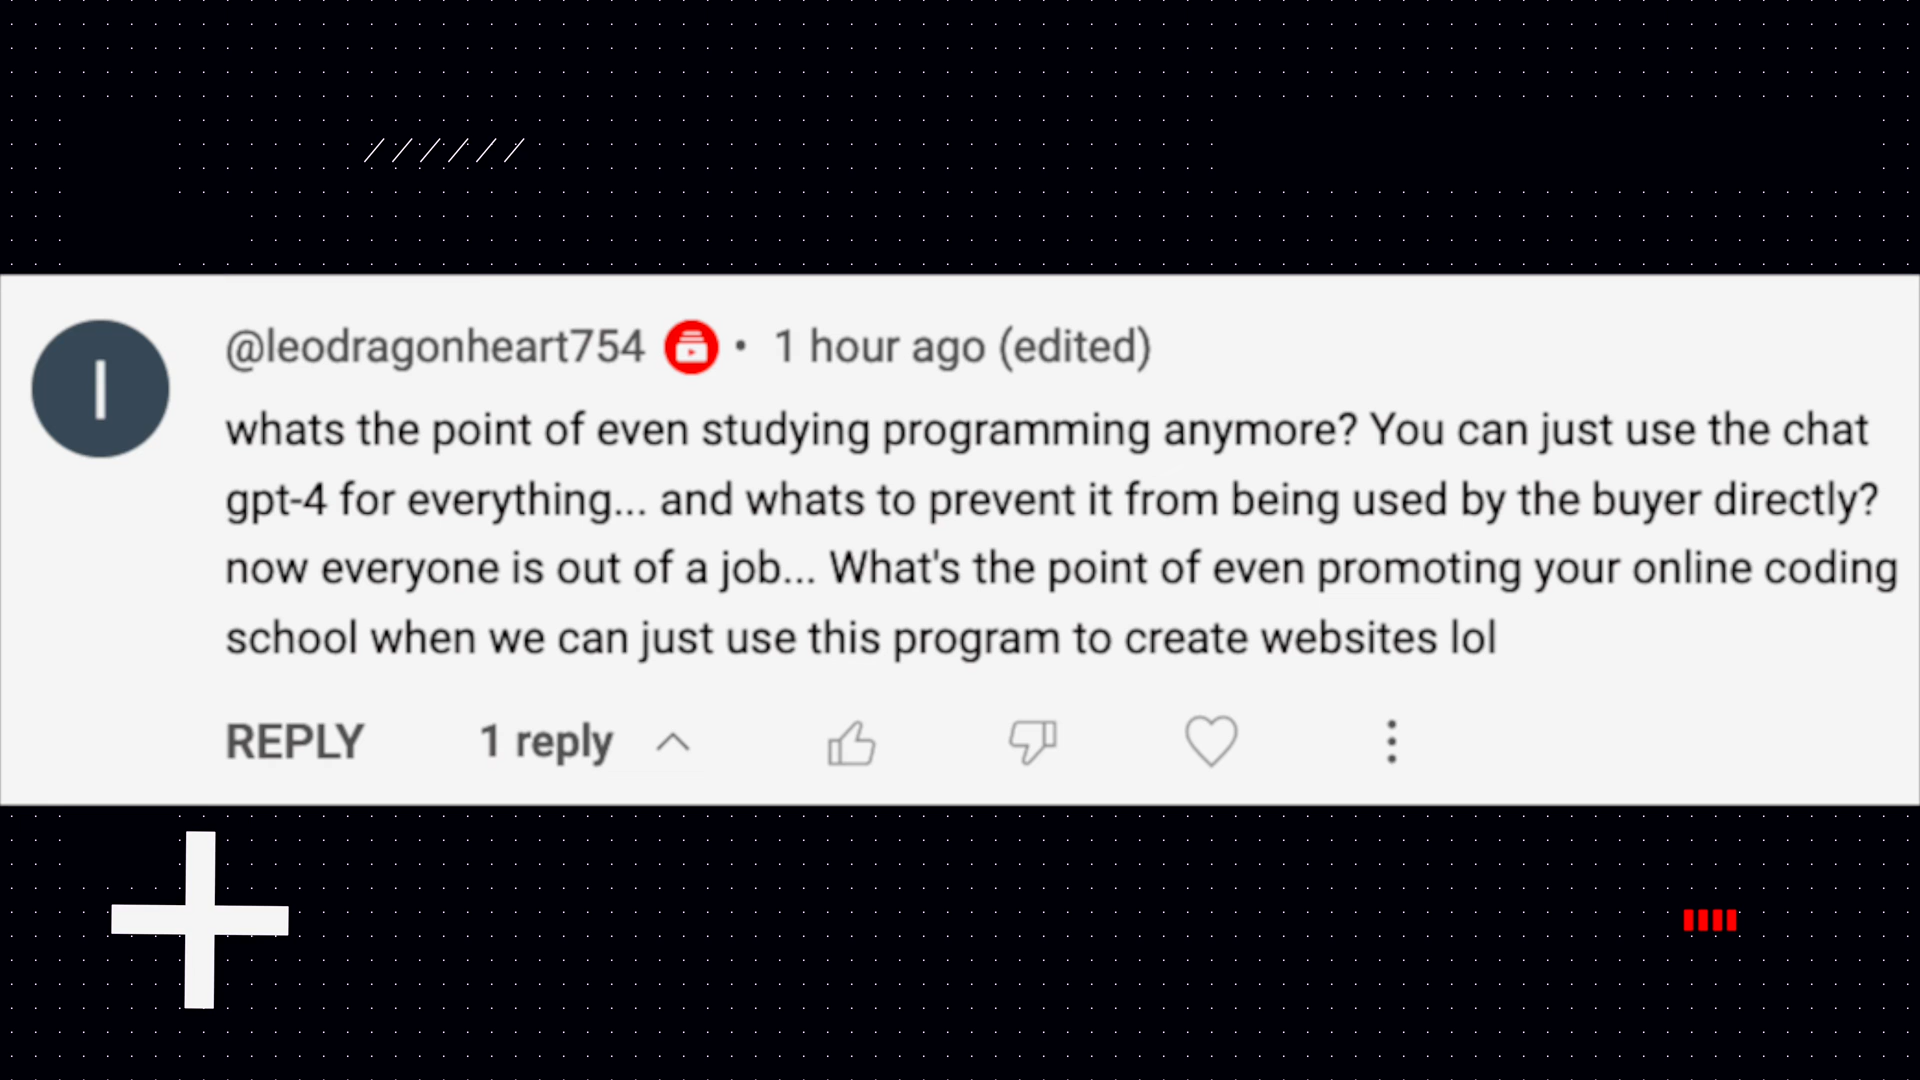 I
@leodragonheart754 • 1 hour ago (edited)
whats the point of even studying programming anymore? You can just use the chat
gpt-4 for everything... and whats to prevent it from being used by the buyer directly?
now everyone is out of a job... What's the point of even promoting your online coding
school when we can just use this program to create websites lol
REPLY 1 reply